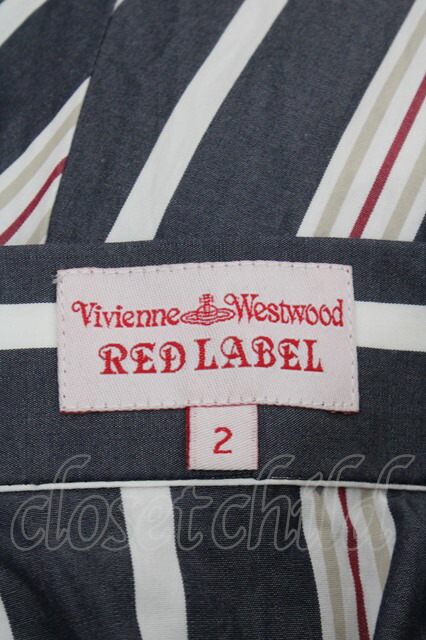 Vivienne Westwood
RED LABEL
2
closetchild